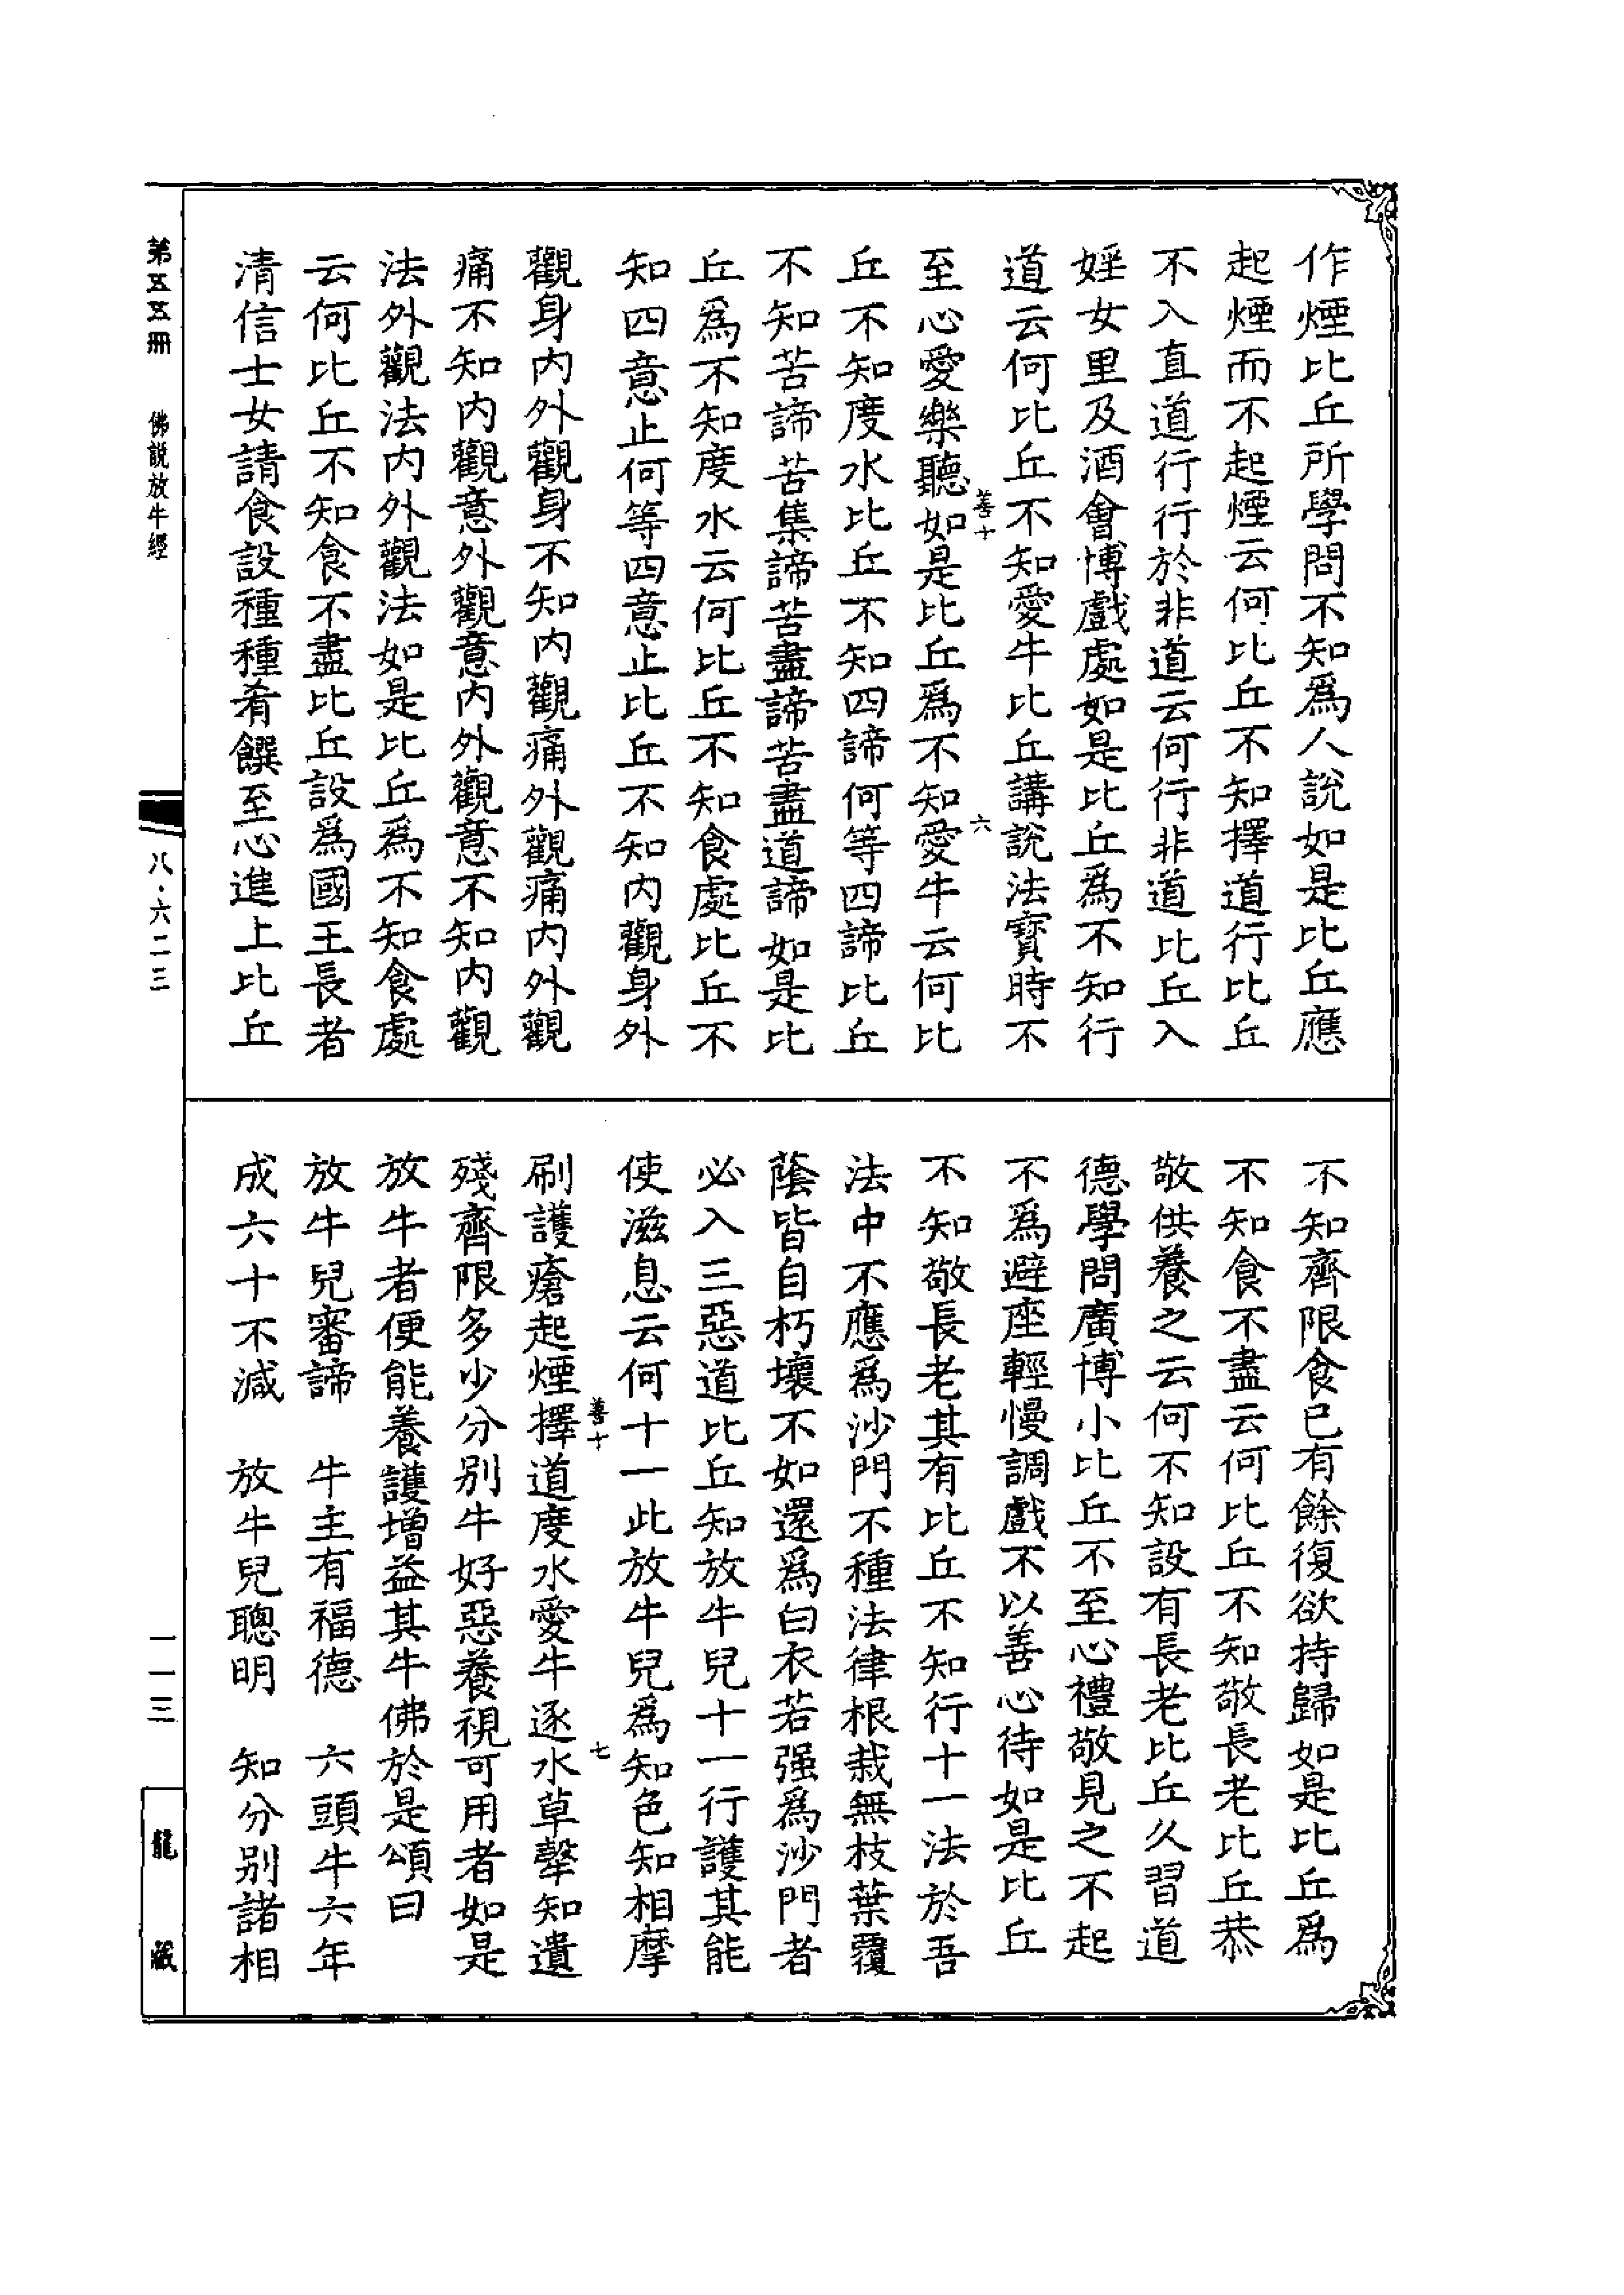 作煙比丘所學問不知爲人說如是比丘應
起煙而不起煙云何比丘不知擇道行比丘
不入直道行行於非道云何行非道比丘入
婬女里及酒會博戲處如是比丘爲不知行
道云何比丘不知愛牛比丘講說法寶時不
至心愛樂聽如是比丘爲不知愛牛云何比
善十
六
丘不知度水比丘不知四諦何等四諦比丘
不知苦諦苦集諦苦盡諦苦盡道諦如是比
丘爲不知度水云何比丘不知食處比丘不
知四意止何等四意止比丘不知內觀身外
觀身內外觀身不知內觀痛外觀痛內外觀
痛不知內觀意外觀意內外觀意不知內觀
法外觀法內外觀法如是比丘爲不知食處
云何比丘不知食不盡比丘設爲國王長者
清信士女請食設種種肴饌至心進上比丘
不知齊限食已有餘復欲持歸如是比丘爲
不知食不盡云何比丘不知敬長老比丘恭
敬供養之云何不知設有長老比丘久習道
德學問廣博小比丘不至心禮敬見之不起
不爲避座輕慢調戲不以善心待如是比丘
不知敬長老其有比丘不知行十一法於吾
法中不應爲沙門不種法律根栽無枝葉覆
蔭皆自朽壞不如還爲白衣若强爲沙門者
必入三惡道比丘知放牛兒十一行護其能
使滋息云何十一此放牛兒爲知色知相摩
善十
七
刷護瘡起煙擇道度水愛牛逐水草𤛗知遺
殘齊限多少分別牛好惡養視可用者如是
放牛者便能養護增益其牛佛於是頌曰
放牛兒審諦　牛主有福德　六頭牛六年
成六十不減　放牛兒聰明　知分別諸相
第五五冊　佛說放牛經
八·六二三
一一三
龍藏